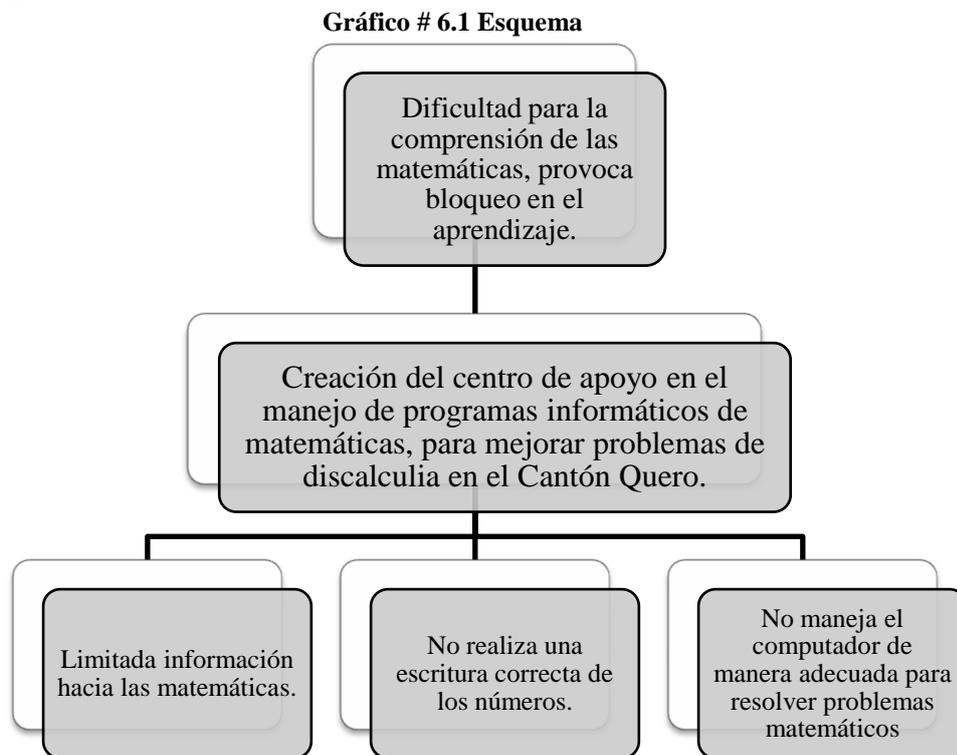 Gráfico # 6.1 Esquema
Dificultad para la
comprensión de las
matemáticas, provoca
bloqueo en el
aprendizaje.
Creación del centro de apoyo en el
manejo de programas informáticos de
matemáticas, para mejorar problemas de
discalculia en el Cantón Quero.
Limitada información
hacia las matemáticas.
No realiza una
escritura correcta de
los números.
No maneja el
computador de
manera adecuada para
resolver problemas
matemáticos